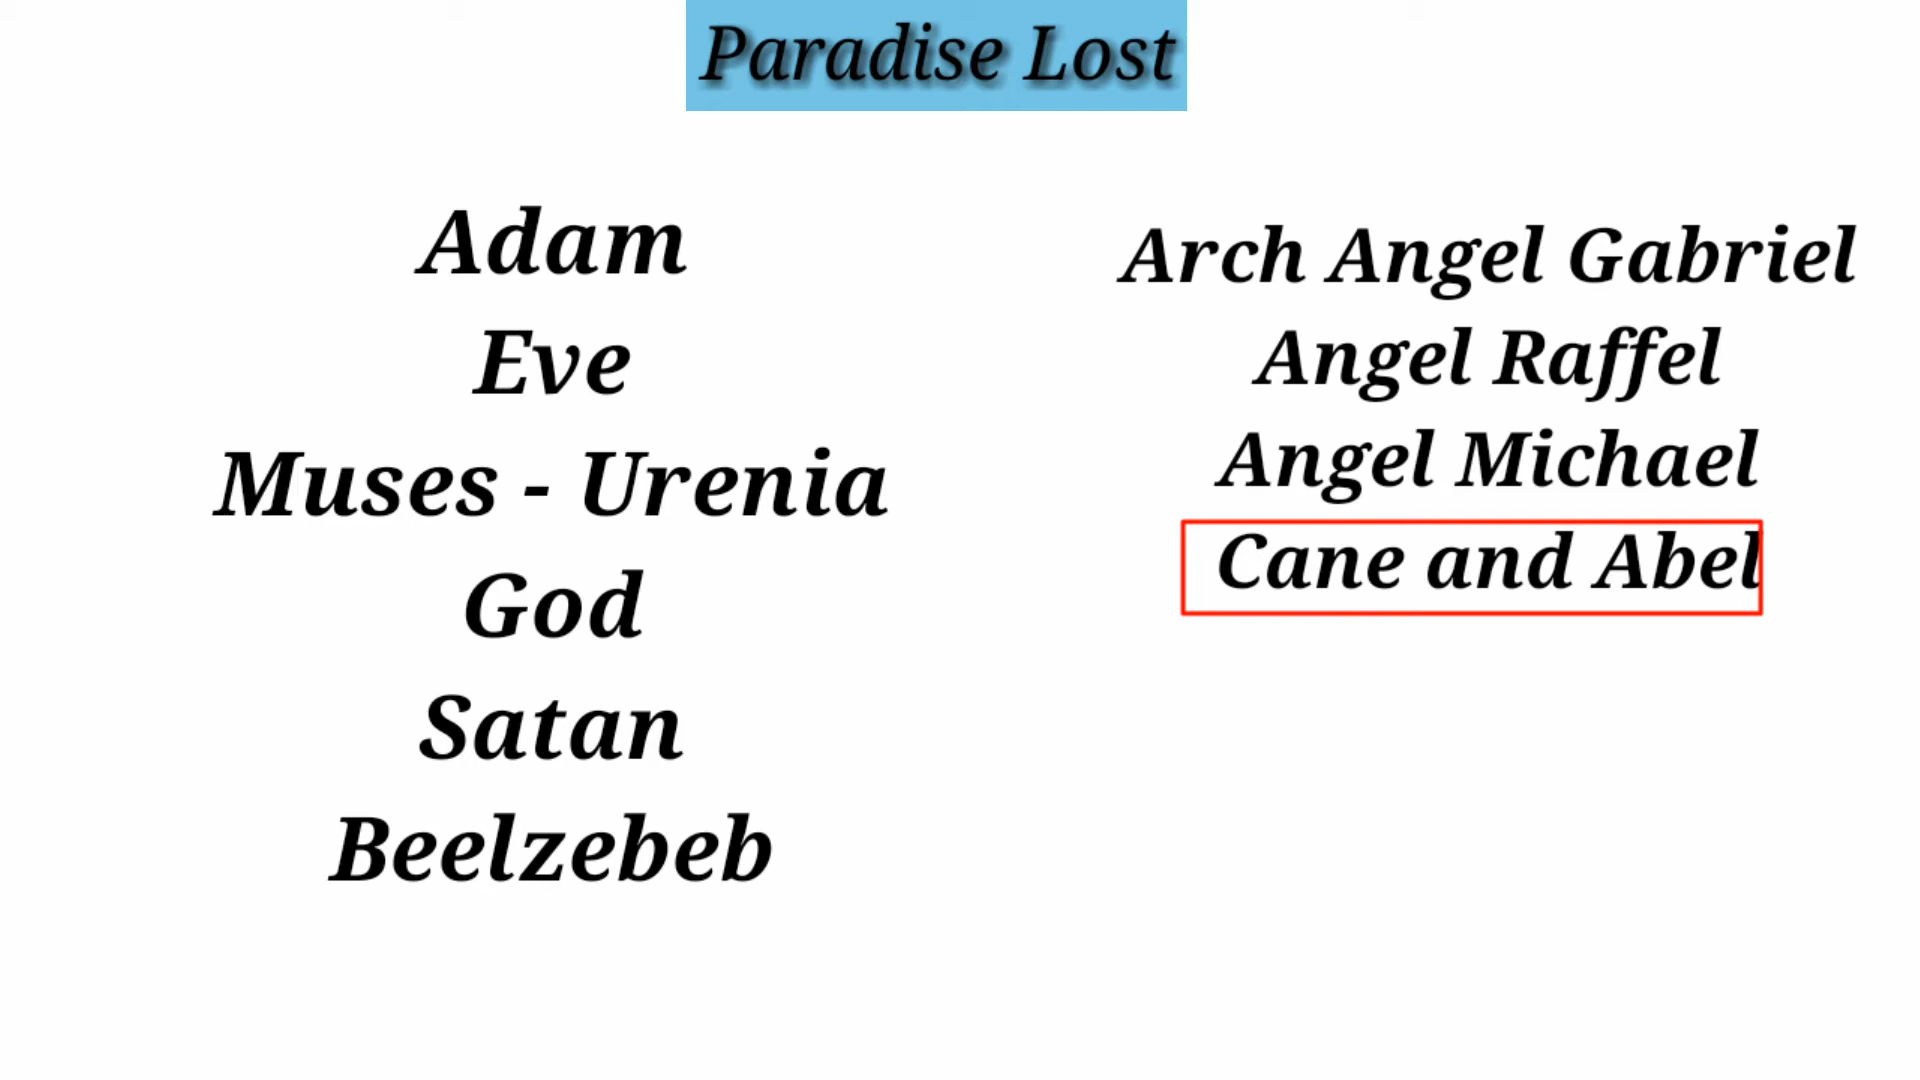 Paradise Lost
Adam
Eve
Muses - Urenia
God
Satan
Beelzebeb
Arch Angel Gabriel
Angel Raffel
Angel Michael
Cane and Abel